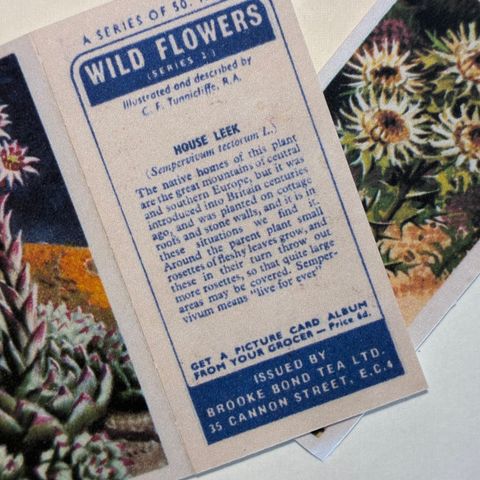 A SERIES OF 50.
WILD FLOWERS
(SERIES 2.)
Illustrated and described by
C. F. Tunnicliffe, R.A.
HOUSE LEEK
(Sempervivum tectorum L.)
The native homes of this plant
are the great mountains of central
and southern Europe, but it was
introduced into Britain centuries
ago, and was planted on cottage
roofs and stone walls, and it is in
these situations we find it.
Around the parent plant small
rosettes of fleshy leaves grow, and
these in their turn throw out
more rosettes, so that quite large
areas may be covered. Semper-
vivum means "live for ever"
GET A PICTURE CARD ALBUM
FROM YOUR GROCER — Price 6d.
ISSUED BY
BROOKE BOND TEA LTD.
35 CANNON STREET, E.C.4